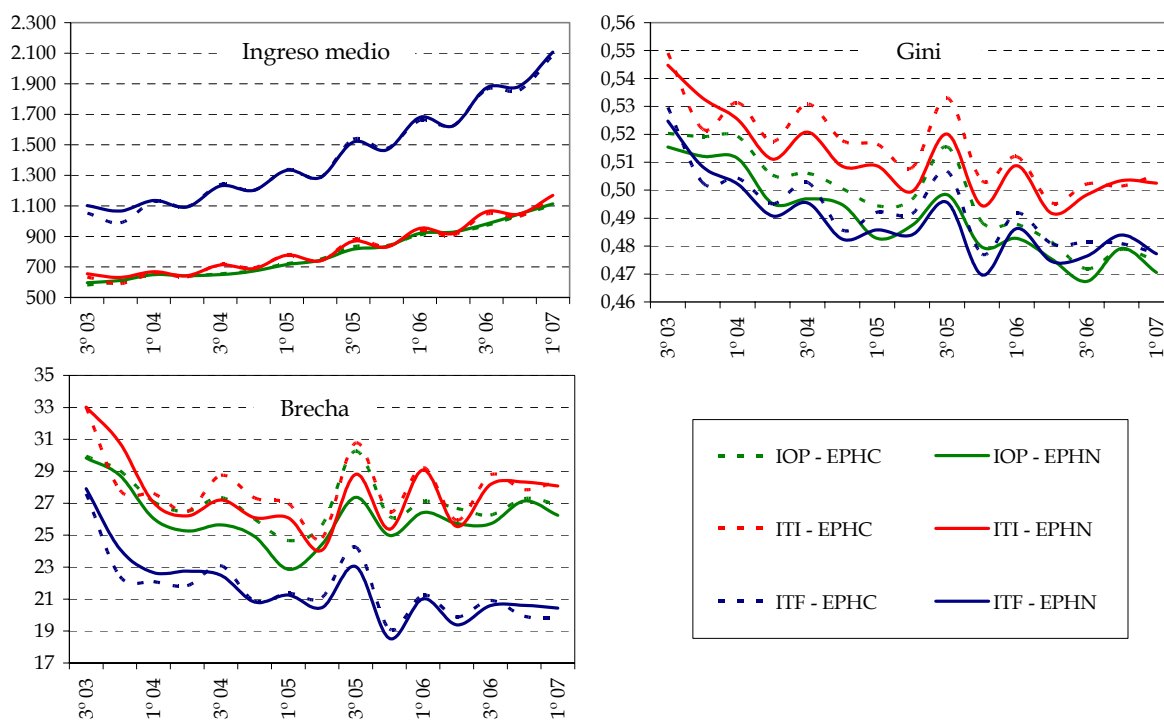 Ingreso medio
2.300
2.100
1.900
1.700
1.500
1.300
1.100
900
700
500
3º 03
1º 04
3º 04
1º 05
3º 05
1º 06
3º 06
1º 07
Gini
0,56
0,55
0,54
0,53
0,52
0,51
0,50
0,49
0,48
0,47
0,46
3º 03
1º 04
3º 04
1º 05
3º 05
1º 06
3º 06
1º 07
Brecha
35
33
31
29
27
25
23
21
19
17
3º 03
1º 04
3º 04
1º 05
3º 05
1º 06
3º 06
1º 07
IOP - EPHC IOP - EPHN
ITI - EPHC ITI - EPHN
ITF - EPHC ITF - EPHN